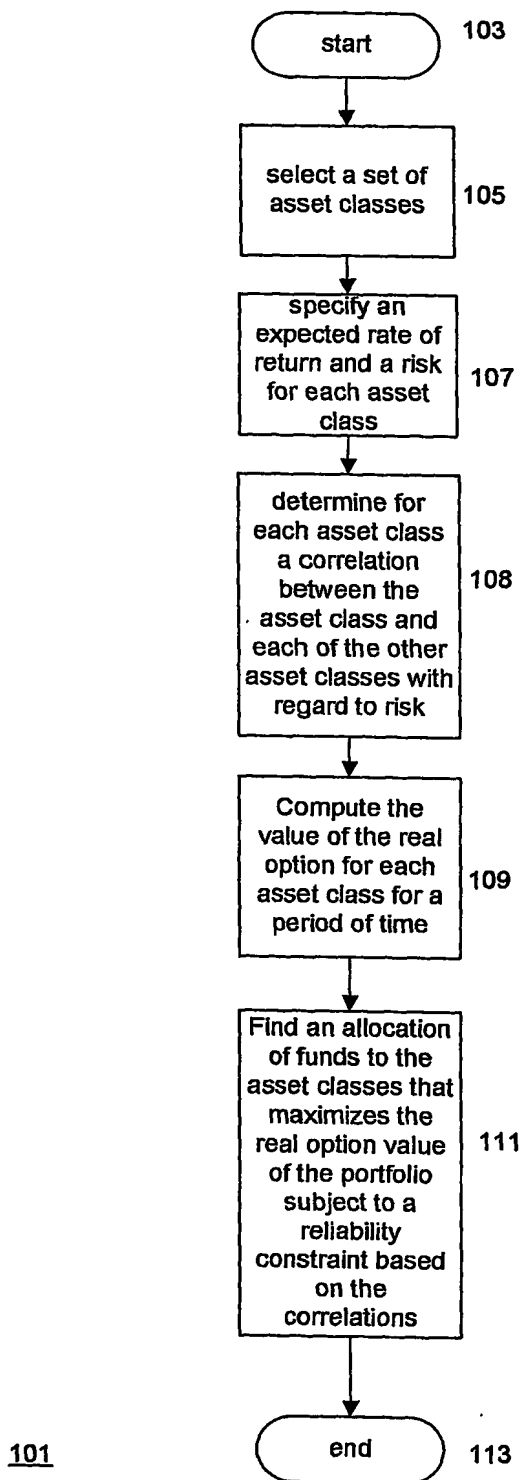 start
103
select a set of
asset classes
105
specify an
expected rate of
return and a risk
for each asset
class
107
determine for
each asset class
a correlation
between the
asset class and
each of the other
asset classes with
regard to risk
108
Compute the
value of the real
option for each
asset class for a
period of time
109
Find an allocation
of funds to the
asset classes that
maximizes the
real option value
of the portfolio
subject to a
reliability
constraint based
on the
correlations
111
end
113
101